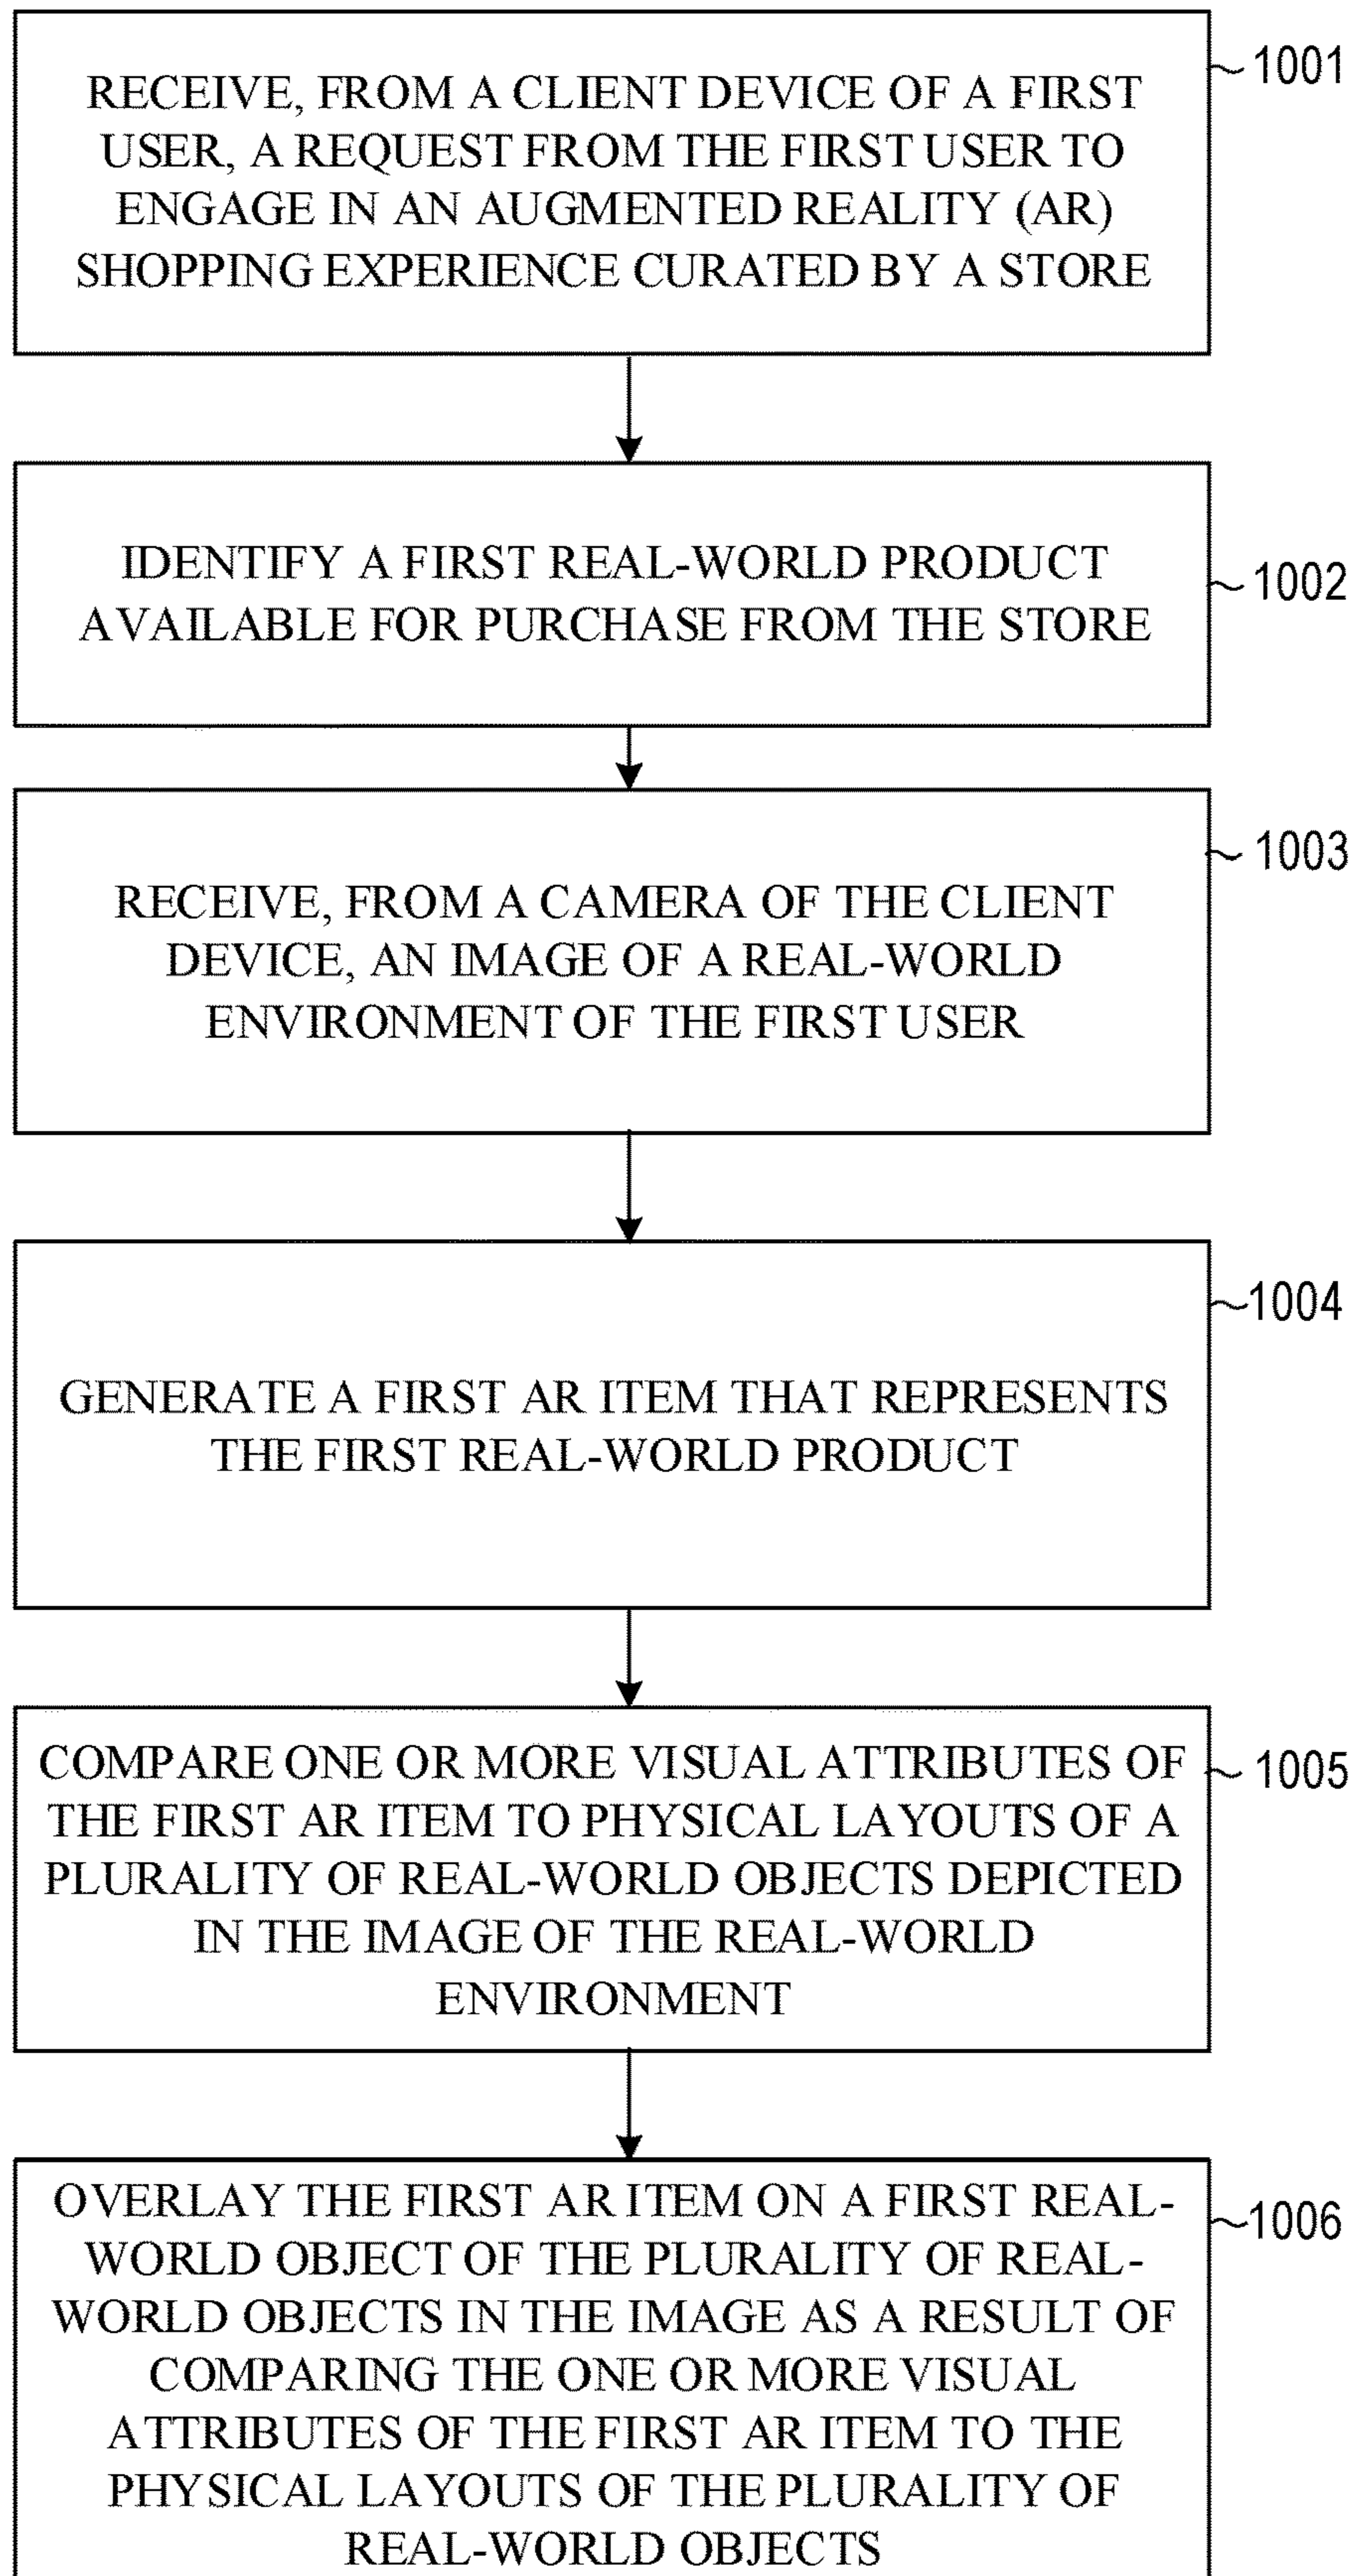 RECEIVE, FROM A CLIENT DEVICE OF A FIRST
USER, A REQUEST FROM THE FIRST USER TO
ENGAGE IN AN AUGMENTED REALITY (AR)
SHOPPING EXPERIENCE CURATED BY A STORE
1001
IDENTIFY A FIRST REAL-WORLD PRODUCT
AVAILABLE FOR PURCHASE FROM THE STORE
1002
RECEIVE, FROM A CAMERA OF THE CLIENT
DEVICE, AN IMAGE OF A REAL-WORLD
ENVIRONMENT OF THE FIRST USER
1003
GENERATE A FIRST AR ITEM THAT REPRESENTS
THE FIRST REAL-WORLD PRODUCT
1004
COMPARE ONE OR MORE VISUAL ATTRIBUTES OF
THE FIRST AR ITEM TO PHYSICAL LAYOUTS OF A
PLURALITY OF REAL-WORLD OBJECTS DEPICTED
IN THE IMAGE OF THE REAL-WORLD
ENVIRONMENT
1005
OVERLAY THE FIRST AR ITEM ON A FIRST REAL-
WORLD OBJECT OF THE PLURALITY OF REAL-
WORLD OBJECTS IN THE IMAGE AS A RESULT OF
COMPARING THE ONE OR MORE VISUAL
ATTRIBUTES OF THE FIRST AR ITEM TO THE
PHYSICAL LAYOUTS OF THE PLURALITY OF
REAL-WORLD OBJECTS
1006